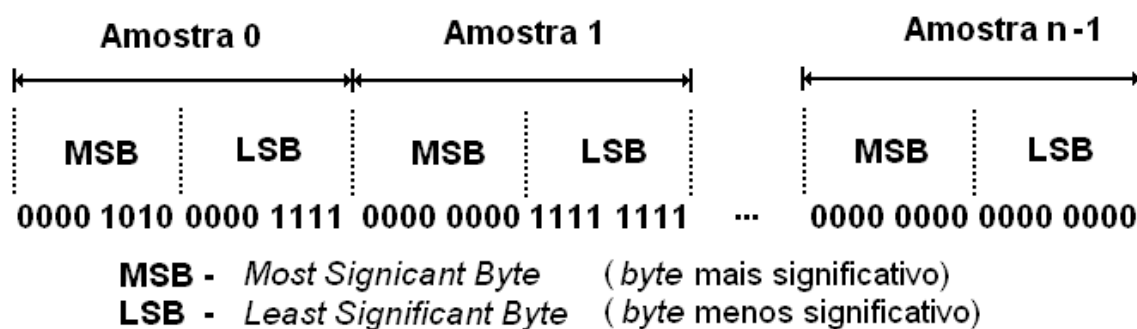 Amostra 0 Amostra 1 Amostra n-1
MSB LSB MSB LSB MSB LSB
0000 1010 0000 1111 0000 0000 1111 1111 ... 0000 0000 0000 0000
MSB - Most Signicant Byte (byte mais significativo)
LSB - Least Significant Byte (byte menos significativo)